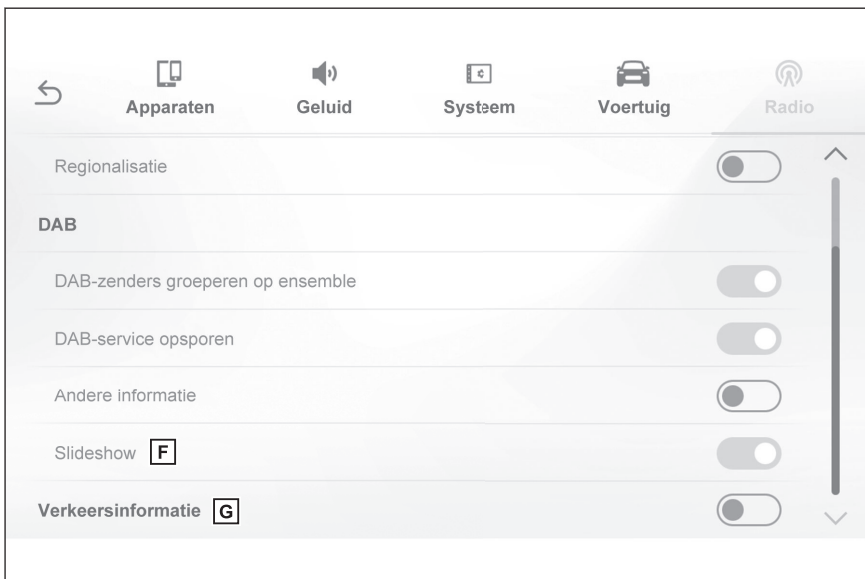 Apparaten Geluid Systeem Voertuig Radio
Regionalisatie
DAB
DAB-zenders groeperen op ensemble
DAB-service opsporen
Andere informatie
Slideshow F
Verkeersinformatie G